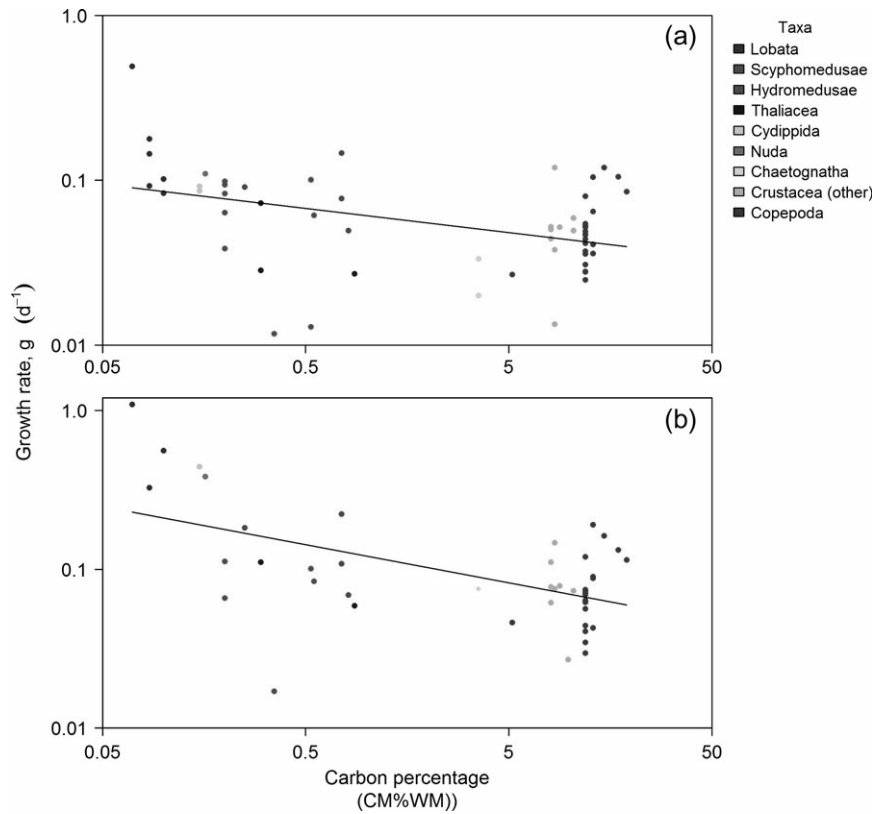 (a)
1.0
0.1
0.01
0.05
0.5
5
50
Taxa
Lobata
Scyphomedusae
Hydromedusae
Thaliacea
Cydippida
Nuda
Chaetognatha
Crustacea (other)
Copepoda
Growth rate, g (d⁻¹)
(b)
1.0
0.1
0.01
0.05
0.5
5
50
Carbon percentage
(CM%WM))